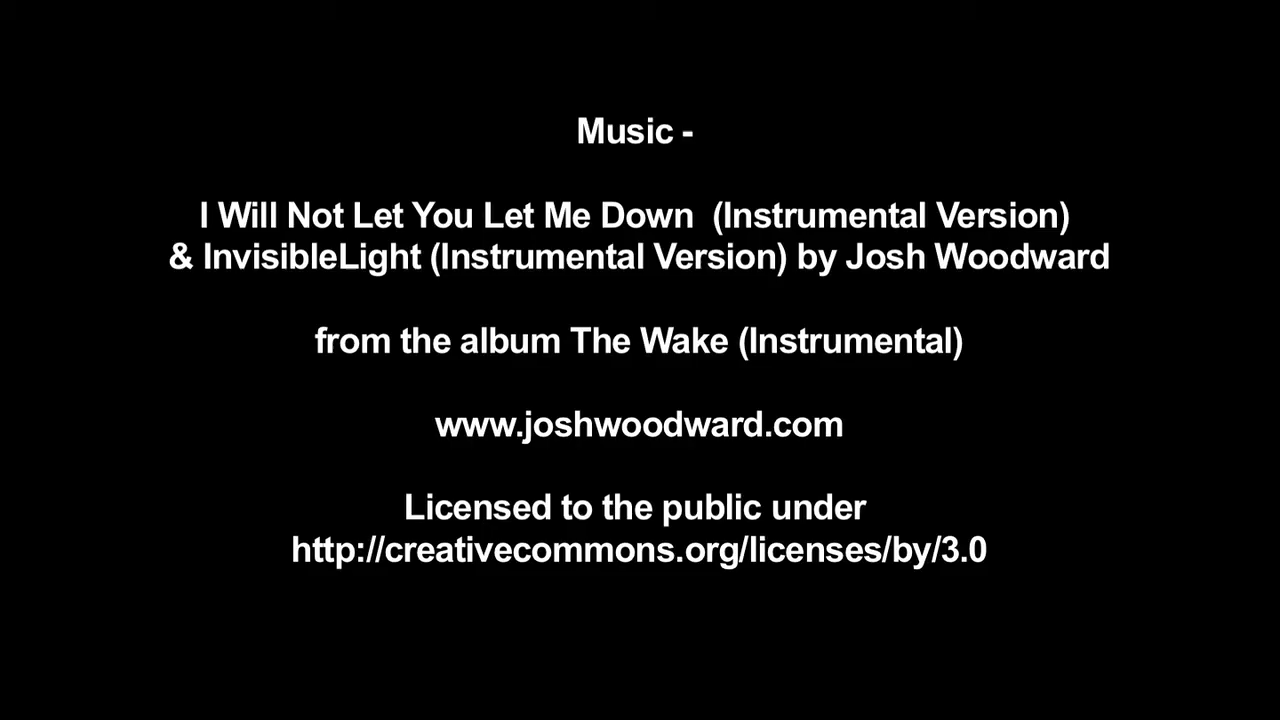 Music -
I Will Not Let You Let Me Down  (Instrumental Version)
& InvisibleLight (Instrumental Version) by Josh Woodward
from the album The Wake (Instrumental)
www.joshwoodward.com
Licensed to the public under
http://creativecommons.org/licenses/by/3.0